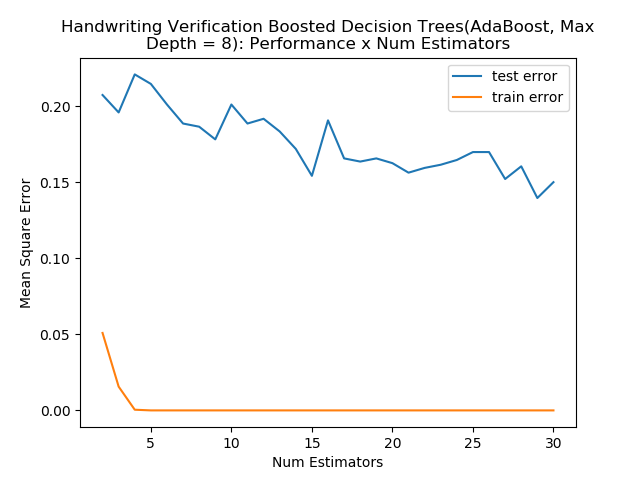 Handwriting Verification Boosted Decision Trees(AdaBoost, Max
Depth = 8): Performance x Num Estimators
test error
train error
0.20
0.15
0.10
0.05
0.00
Mean Square Error
5 10 15 20 25 30
Num Estimators